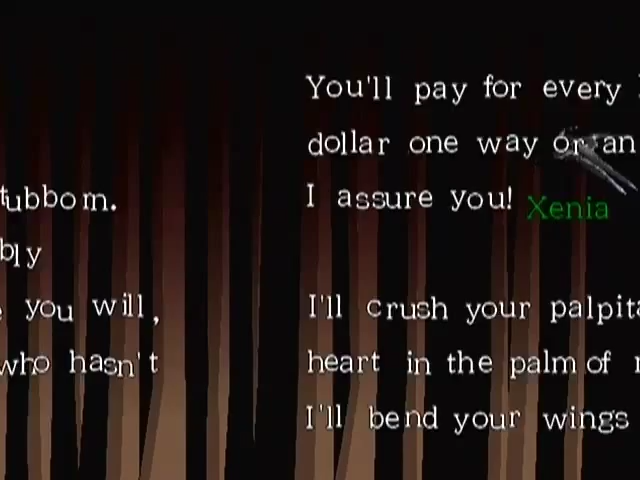 tubborn.
bly
you will,
who hasn't
You'll pay for every
dollar one way or an
I assure you!
Xenia
I'll crush your palpita
heart in the palm of
I'll bend your wings